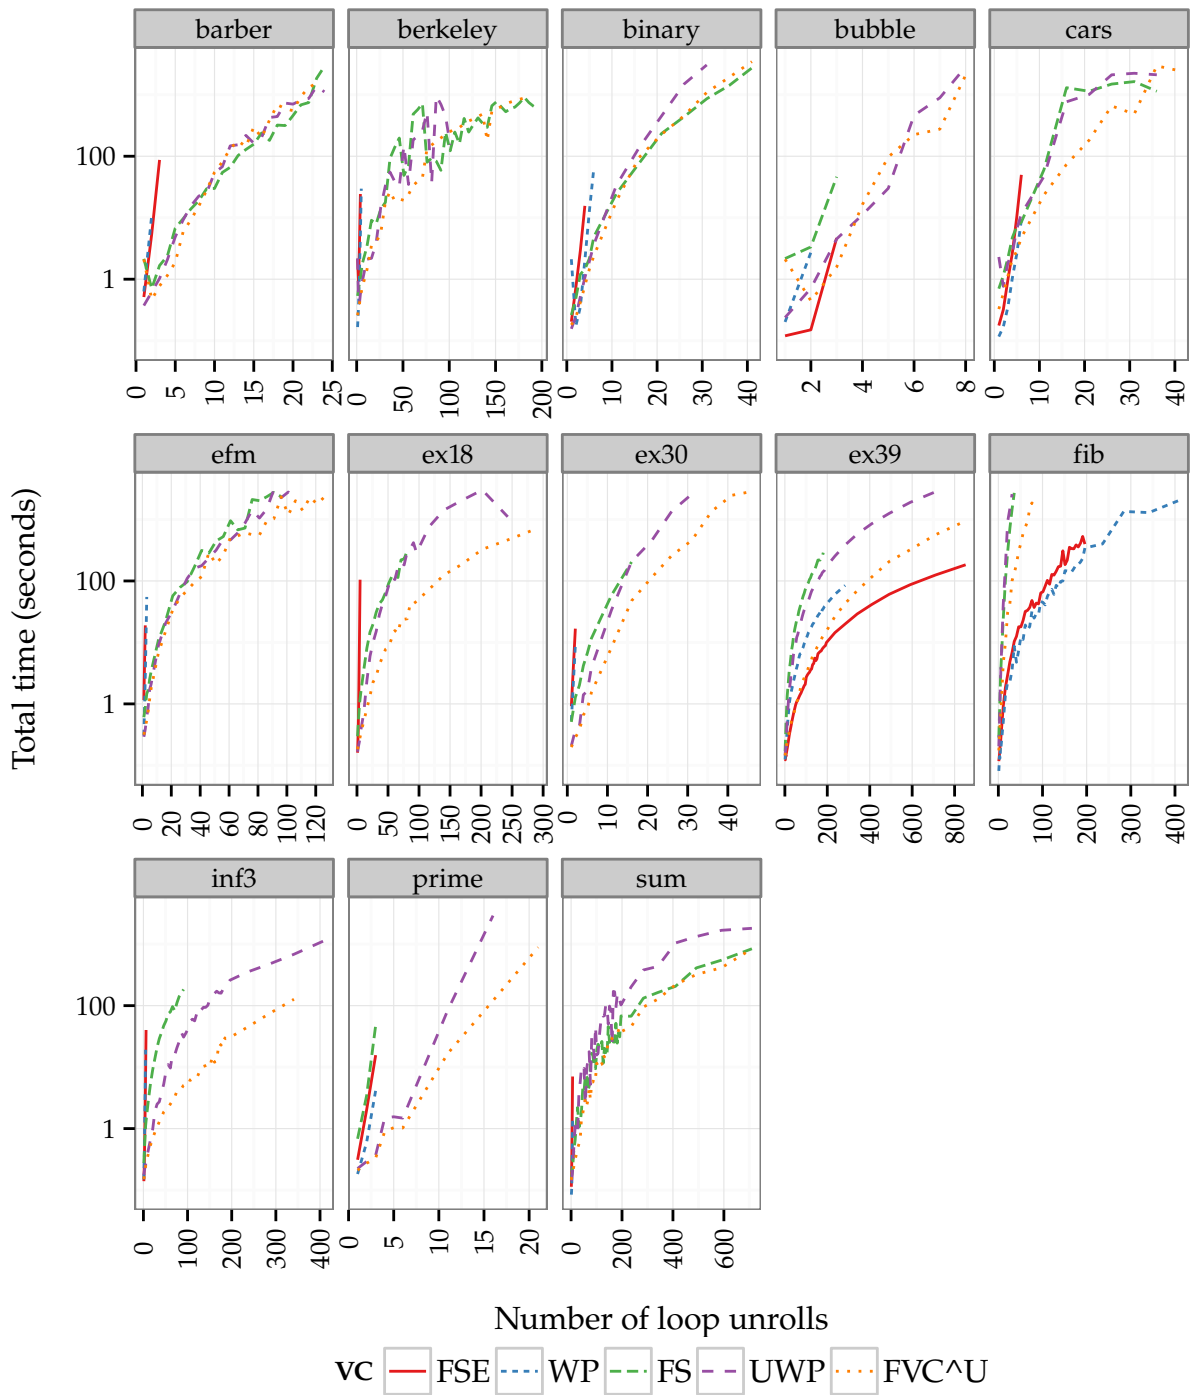 barber berkeley binary bubble cars
100
1
0 5 10 15 20 25 0 50 100 150 200 0 10 20 30 40 2 4 6 8 0 10 20 30 40
efm ex18 ex30 ex39 fib
100
1
0 20 40 60 80 100 120 0 50 100 150 200 250 300 0 10 20 30 40 0 200 400 600 800 0 100 200 300 400
inf3 prime sum
100
1
0 100 200 300 400 0 5 10 15 20 0 200 400 600
Total time (seconds)
Number of loop unrolls
VC FSE WP FS UWP FVC^U